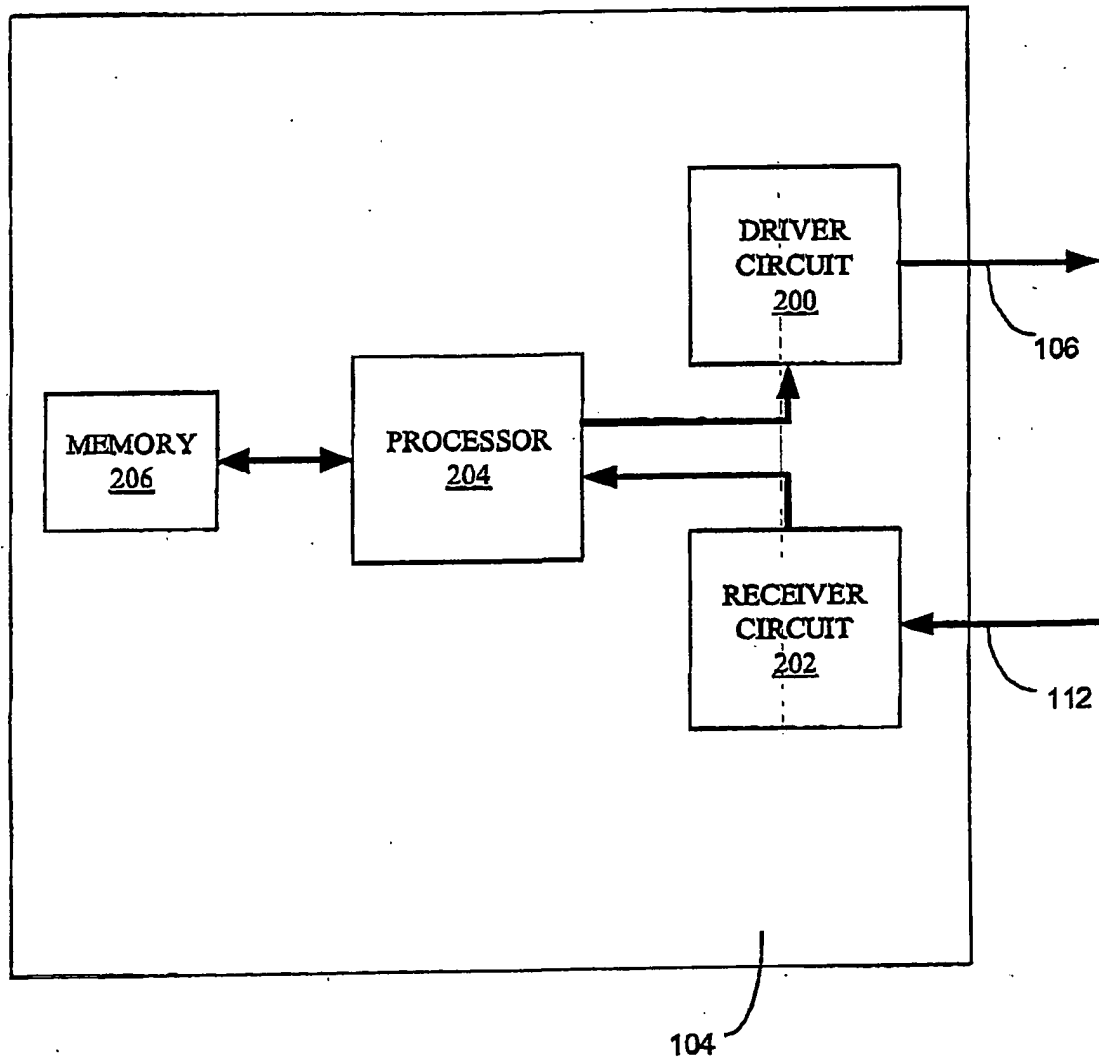 DRIVER
CIRCUIT
200
106
MEMORY
206
PROCESSOR
204
RECEIVER
CIRCUIT
202
112
104